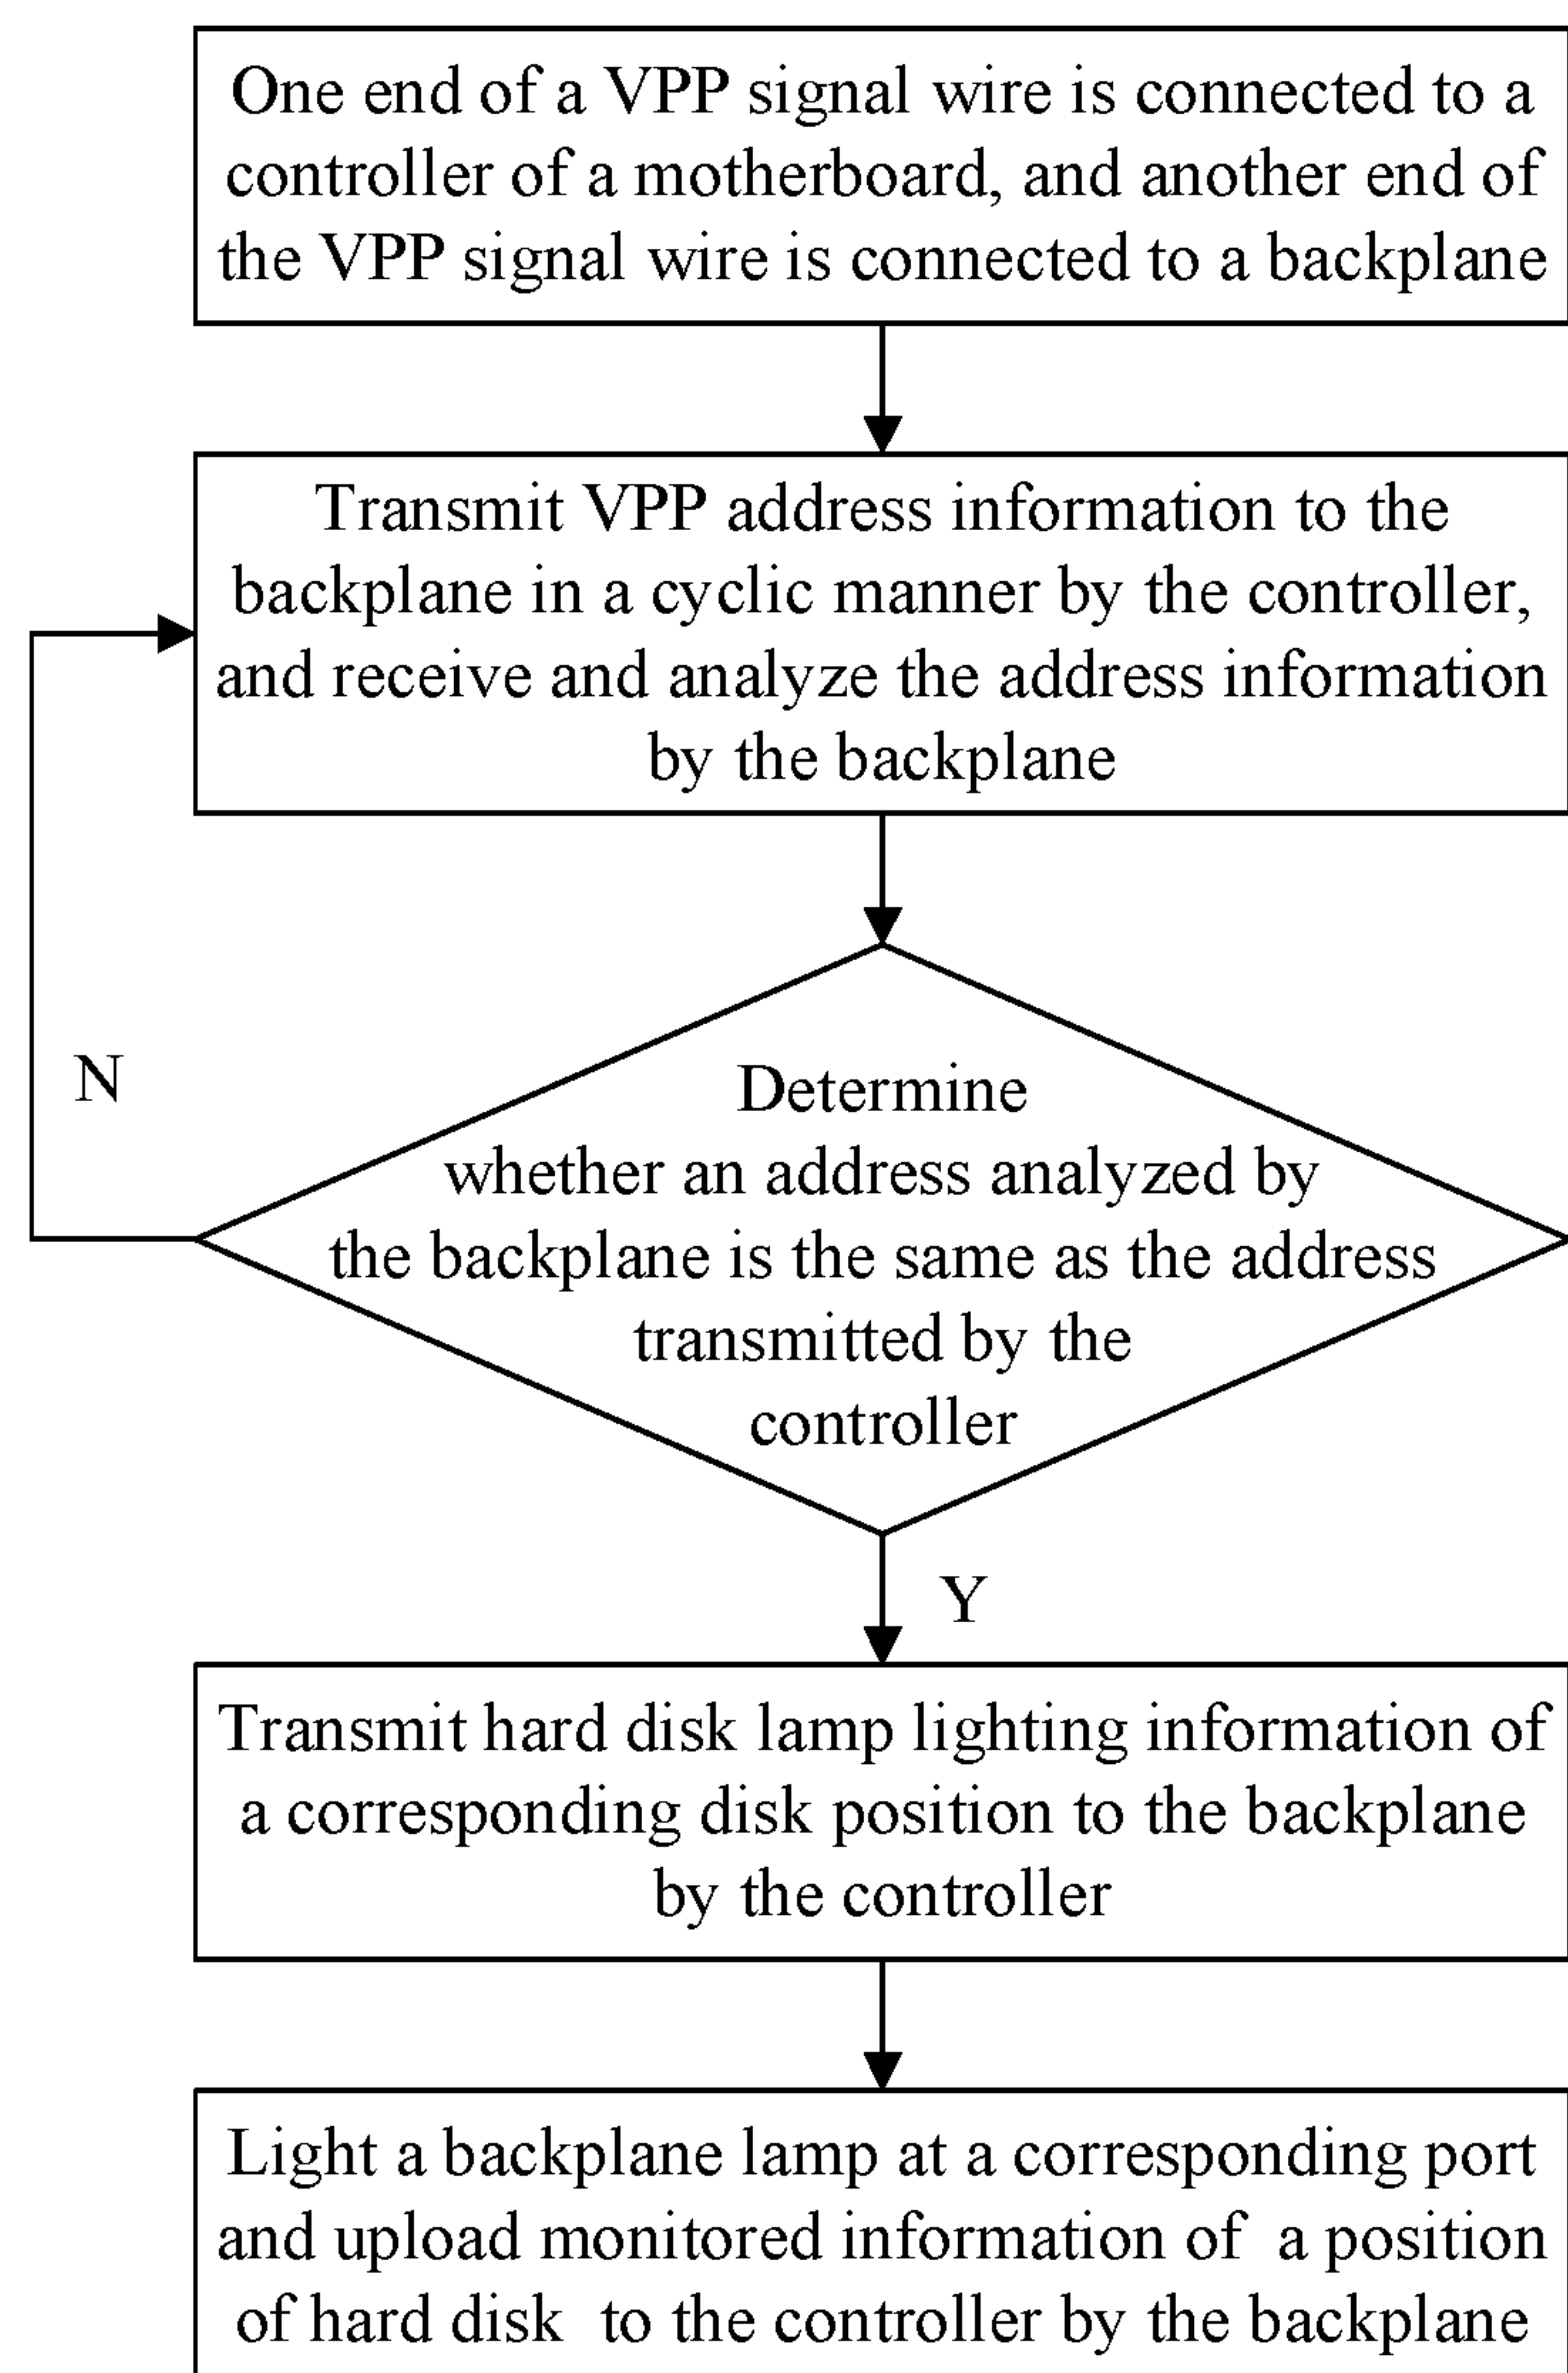 One end of a VPP signal wire is connected to a
controller of a motherboard, and another end of
the VPP signal wire is connected to a backplane
Transmit VPP address information to the
backplane in a cyclic manner by the controller,
and receive and analyze the address information
by the backplane
N
Determine
whether an address analyzed by
the backplane is the same as the address
transmitted by the
controller
Y
Transmit hard disk lamp lighting information of
a corresponding disk position to the backplane
by the controller
Light a backplane lamp at a corresponding port
and upload monitored information of a position
of hard disk to the controller by the backplane